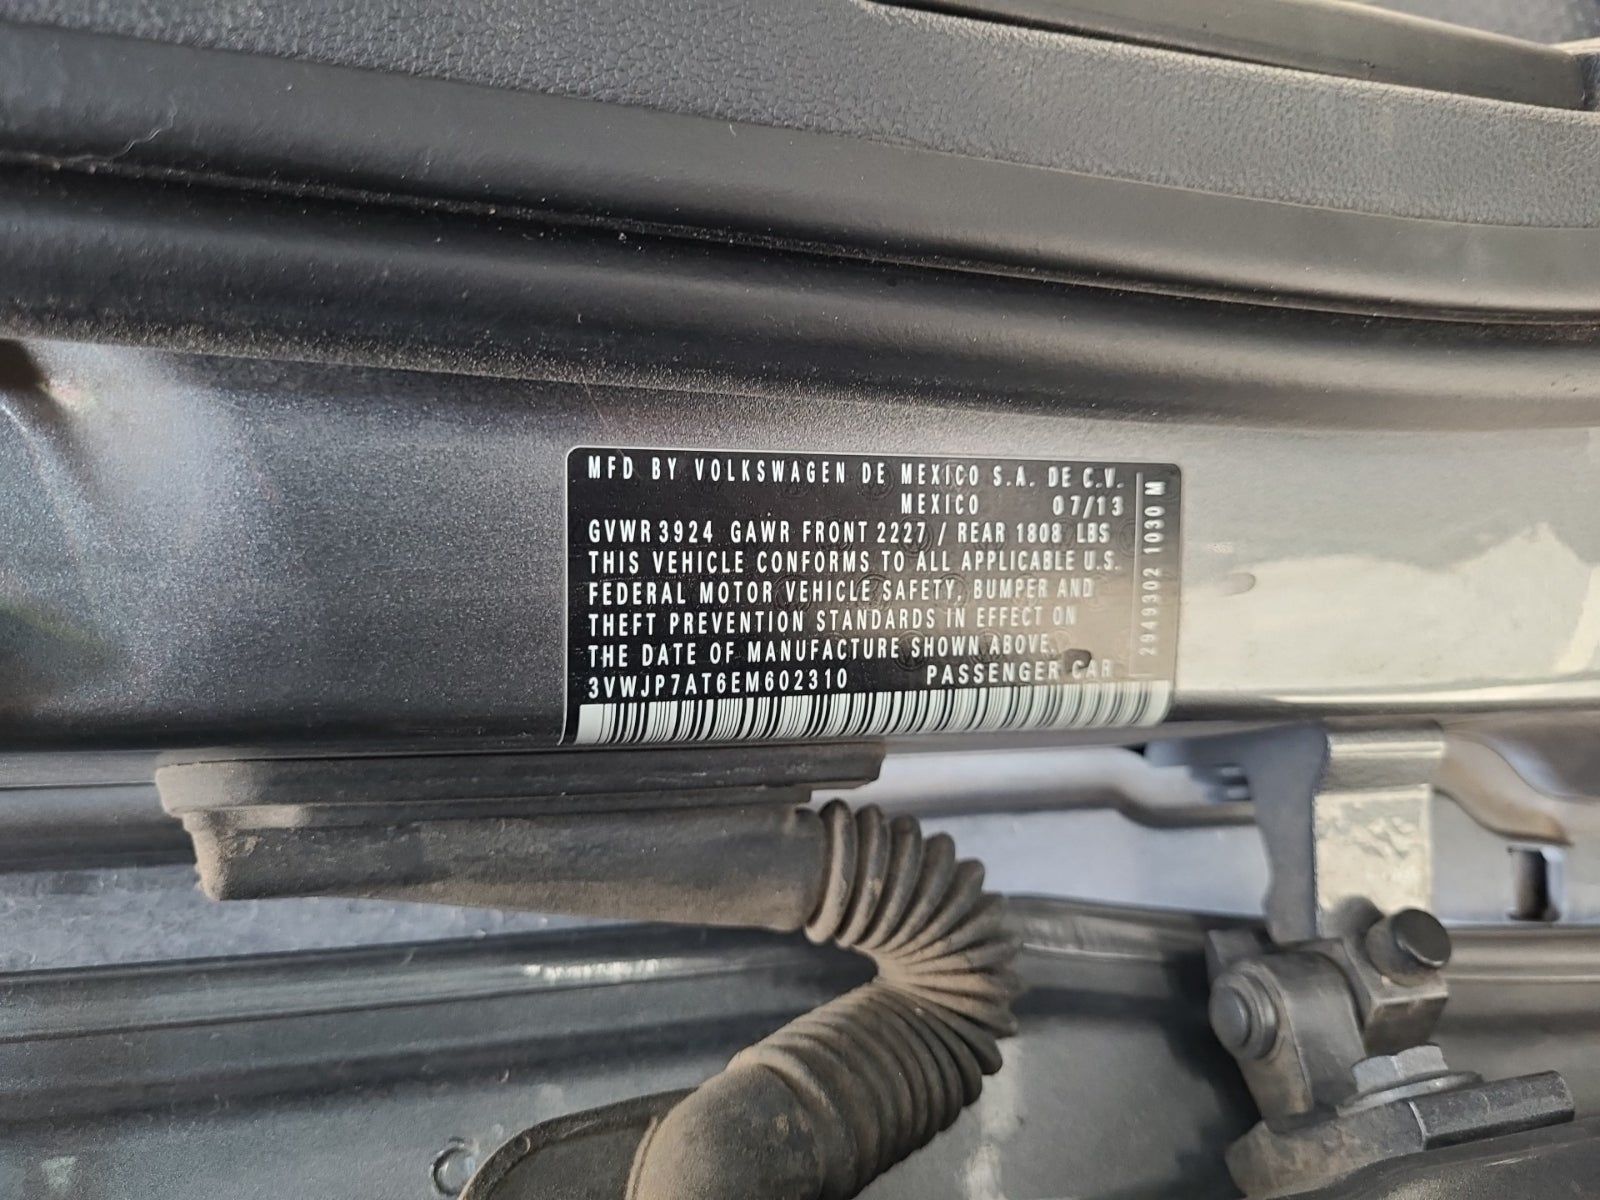 MFD BY VOLKSWAGEN DE MEXICO S.A. DE C.V.
MEXICO 07/13
GVWR 3924 GAWR FRONT 2227 / REAR 1808 LBS
THIS VEHICLE CONFORMS TO ALL APPLICABLE U.S.
FEDERAL MOTOR VEHICLE SAFETY, BUMPER AND
THEFT PREVENTION STANDARDS IN EFFECT ON
THE DATE OF MANUFACTURE SHOWN ABOVE.
3VWJP7AT6EM602310 PASSENGER CAR
2949302 1030 M